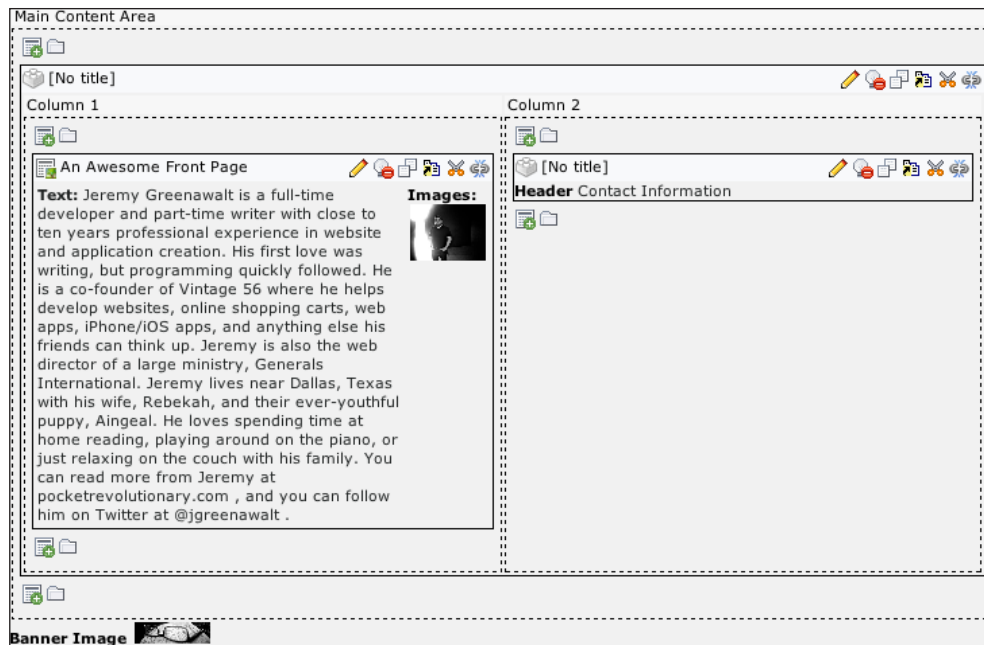 Main Content Area
[No title]
Column 1
Column 2
An Awesome Front Page
Text: Jeremy Greenawalt is a full-time
developer and part-time writer with close to
ten years professional experience in website
and application creation. His first love was
writing, but programming quickly followed. He
is a co-founder of Vintage 56 where he helps
develop websites, online shopping carts, web
apps, iPhone/iOS apps, and anything else his
friends can think up. Jeremy is also the web
director of a large ministry, Generals
International. Jeremy lives near Dallas, Texas
with his wife, Rebekah, and their ever-youthful
puppy, Aingeal. He loves spending time at
home reading, playing around on the piano, or
just relaxing on the couch with his family. You
can read more from Jeremy at
pocketrevolutionary.com , and you can follow
him on Twitter at @jgreenawalt .
Images:
[No title]
Header Contact Information
Banner Image